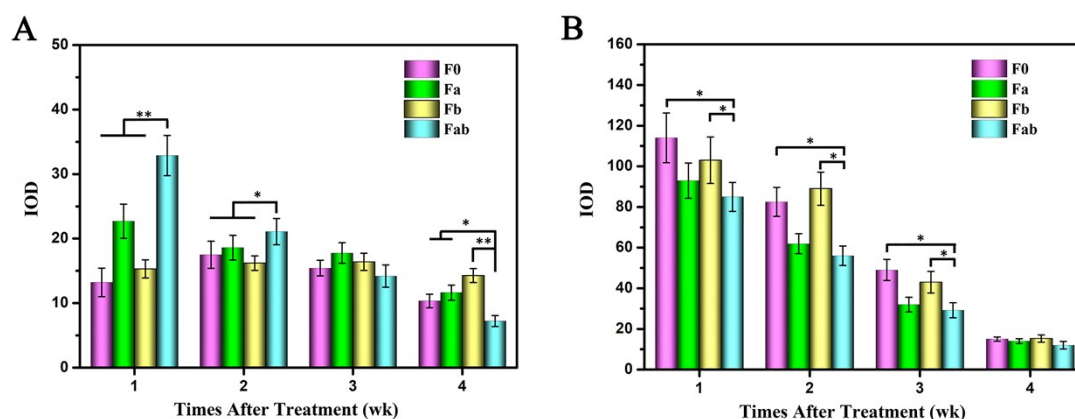 A
50
40
30
20
10
0
IOD
F0
Fa
Fb
Fab
**
*
*
**
1 2 3 4
Times After Treatment (wk)
B
160
140
120
100
80
60
40
20
0
IOD
F0
Fa
Fb
Fab
*
*
*
*
*
*
1 2 3 4
Times After Treatment (wk)